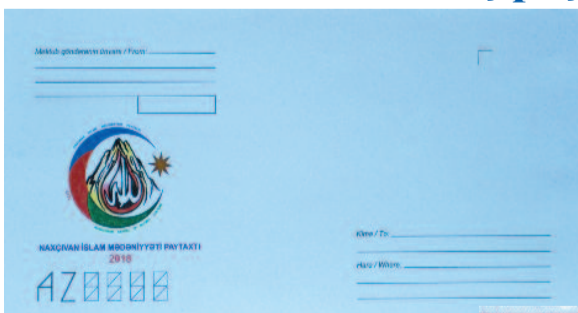 Məktub göndərənin ünvanı / From:
NAXÇIVAN İSLAM MƏDƏNİYYƏTİ PAYTAXTI
2018
Kimə / To:
Hara / Where:
AZ